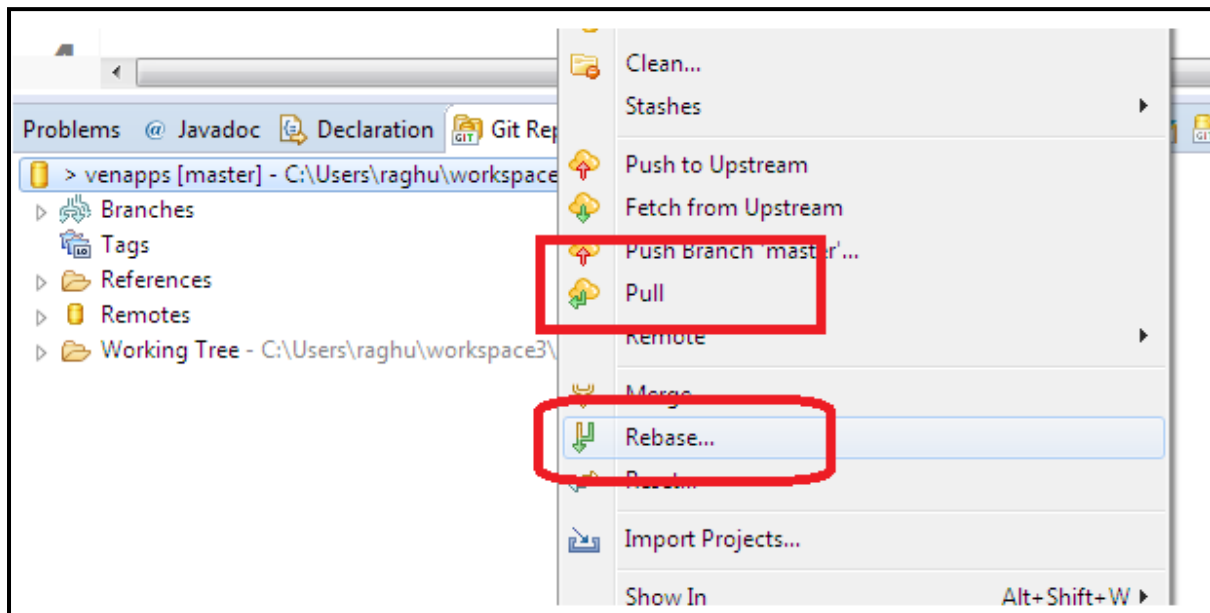 Clean...
Stashes
Problems @ Javadoc Declaration Git Rep
> venapps [master] - C:\Users\raghu\workspace
Branches
Tags
References
Remotes
Working Tree - C:\Users\raghu\workspace3\
Push to Upstream
Fetch from Upstream
Push Branch 'master'...
Pull
Remote
Merge
Rebase...
Reset...
Import Projects...
Show In Alt+Shift+W